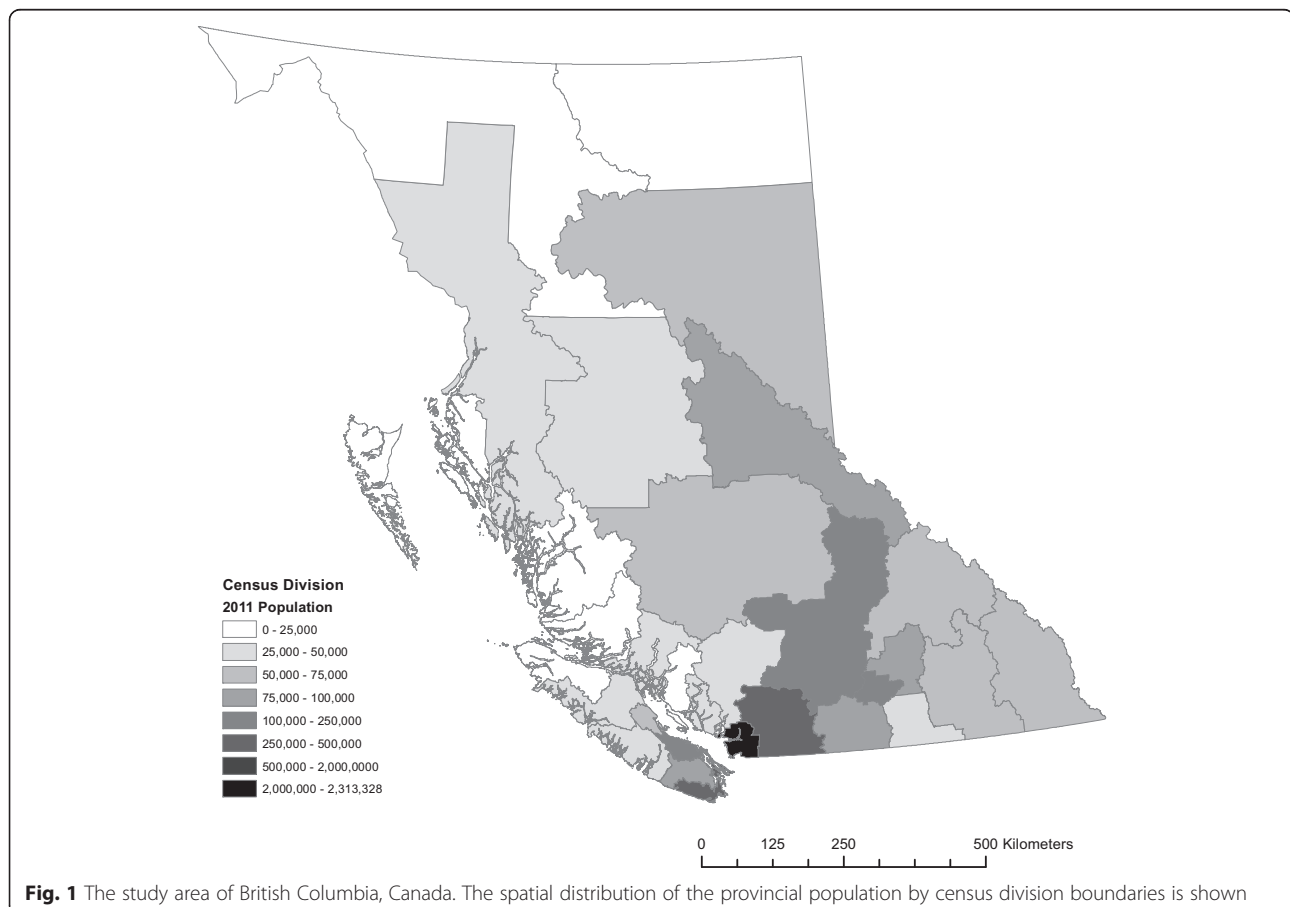 Census Division
2011 Population
0 - 25,000
25,000 - 50,000
50,000 - 75,000
75,000 - 100,000
100,000 - 250,000
250,000 - 500,000
500,000 - 2,000,0000
2,000,000 - 2,313,328
0 125 250 500 Kilometers
Fig. 1 The study area of British Columbia, Canada. The spatial distribution of the provincial population by census division boundaries is shown